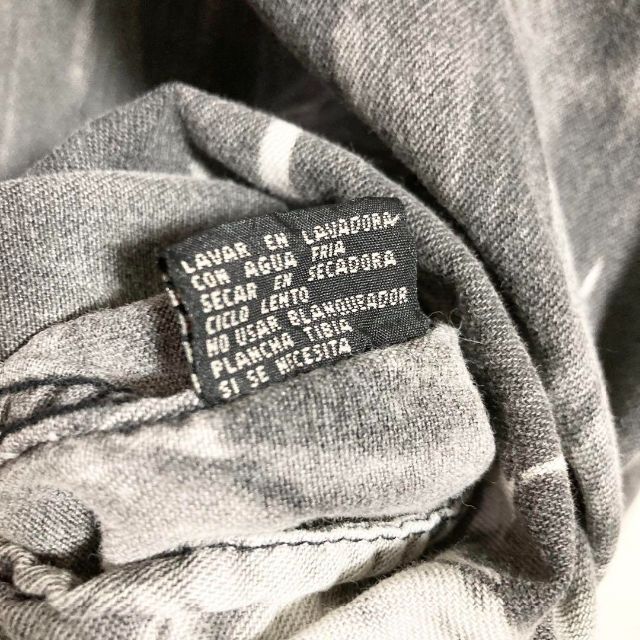 LAVAR EN LAVADORA
CON AGUA FRIA
SECAR EN SECADORA
CICLO LENTO
NO USAR BLANQUEADOR
PLANCHA TIBIA
SI SE NECESITA